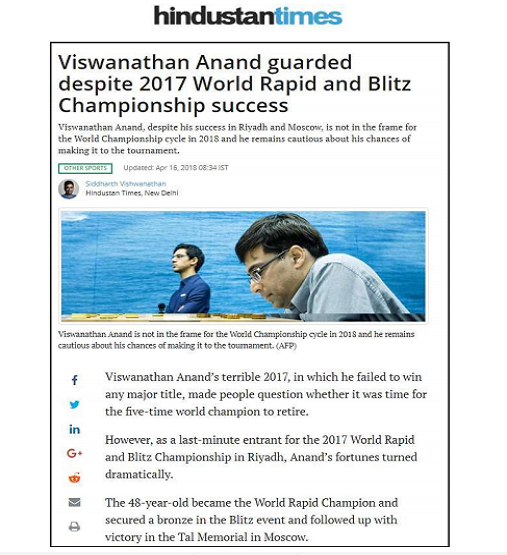 hindustantimes
Viswanathan Anand guarded
despite 2017 World Rapid and Blitz
Championship success
Viswanathan Anand, despite his success in Riyadh and Moscow, is not in the frame for
the World Championship cycle in 2018 and he remains cautious about his chances of
making it to the tournament.
OTHER SPORTS Updated: Apr 16, 2018 08:34 IST
Siddharth Vishwanathan
Hindustan Times, New Delhi
Viswanathan Anand is not in the frame for the World Championship cycle in 2018 and he remains
cautious about his chances of making it to the tournament. (AFP)
Viswanathan Anand's terrible 2017, in which he failed to win
any major title, made people question whether it was time for
the five-time world champion to retire.
However, as a last-minute entrant for the 2017 World Rapid
and Blitz Championship in Riyadh, Anand's fortunes turned
dramatically.
The 48-year-old became the World Rapid Champion and
secured a bronze in the Blitz event and followed up with
victory in the Tal Memorial in Moscow.